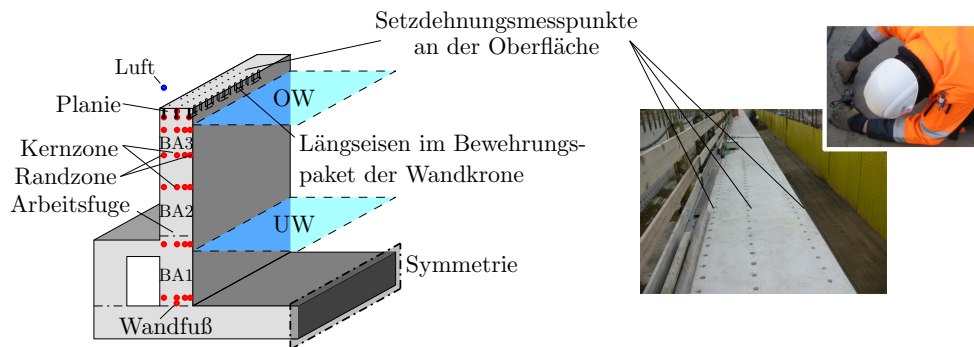 Setzdehnungsmesspunkte
an der Oberfläche
Luft
Planie
OW
BA3
Kernzone
Randzone
Arbeitsfuge
Längseisen im Bewehrungs-
paket der Wandkrone
BA2
UW
BA1
Symmetrie
Wandfuß